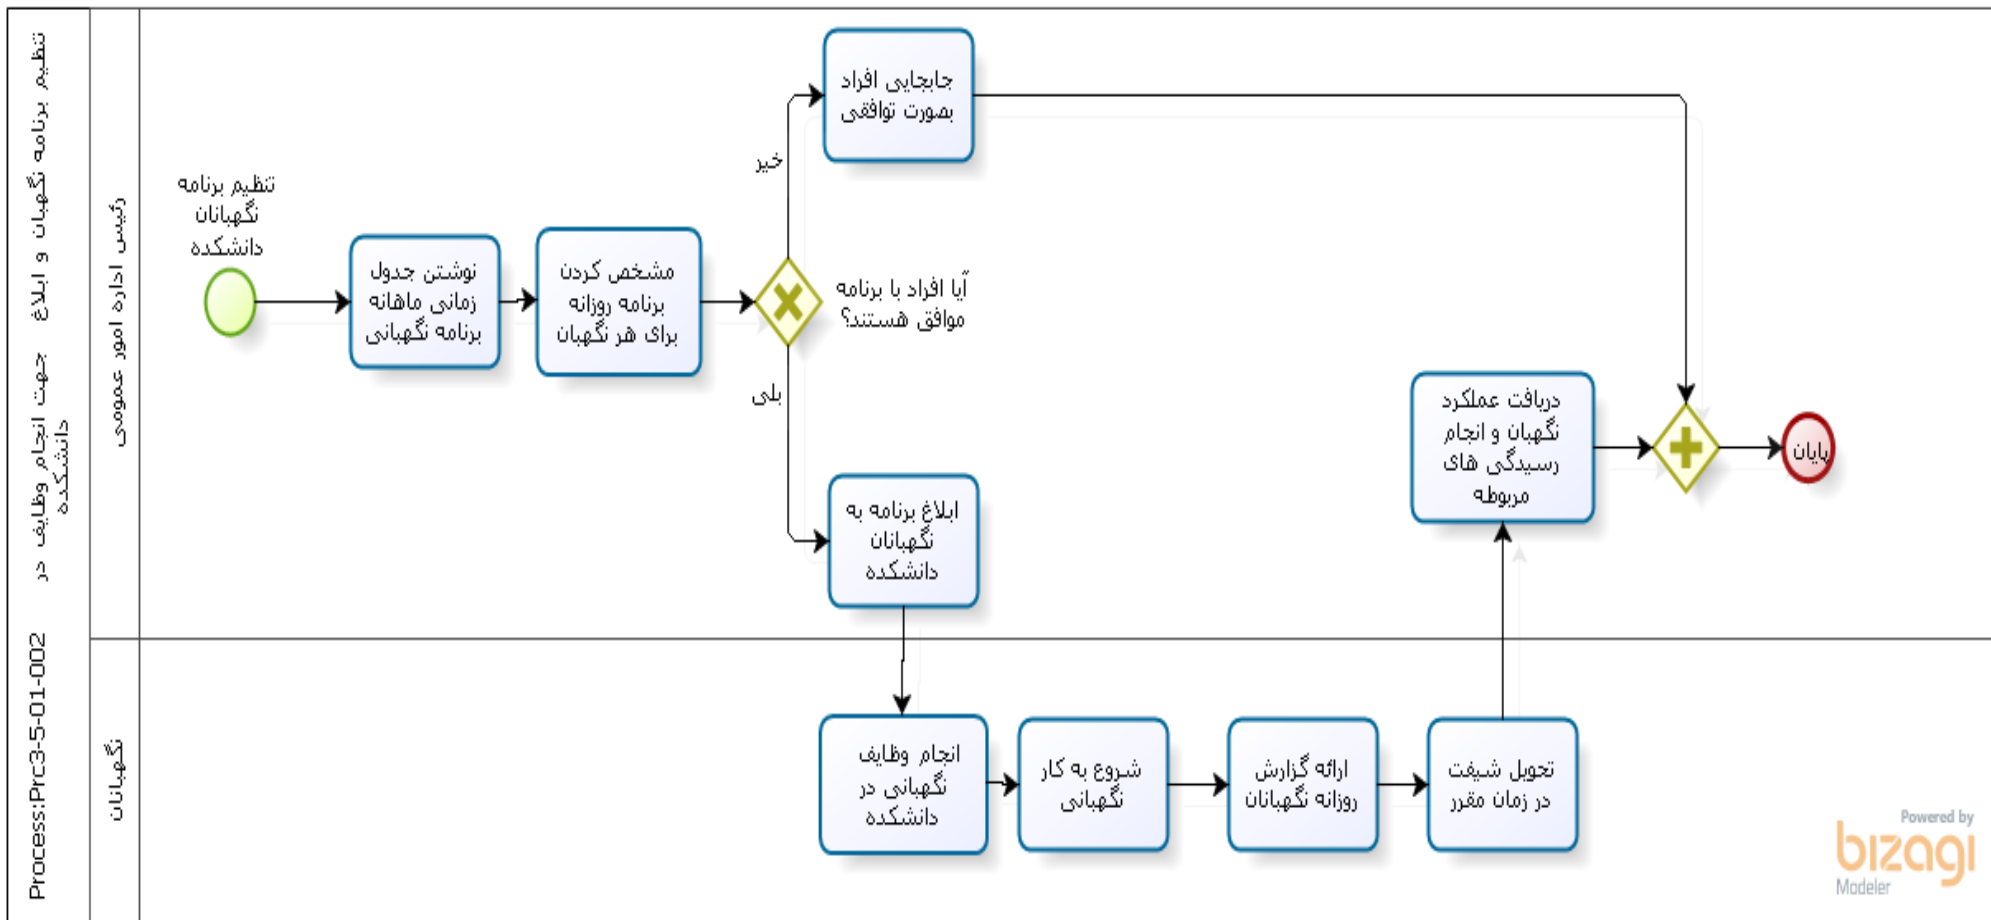 Process:Prc3-5-01-002 تنظیم برنامه نگهبان و ابلاغ جهت انجام وظایف در
دانشکده
رئیس اداره امور عمومی
تنظیم برنامه
نگهبانان
دانشکده
نوشتن جدول
زمانی ماهانه
برنامه نگهبانی
مشخص کردن
برنامه روزانه
برای هر نگهبان
آیا افراد با برنامه
موافق هستند؟
خیر
جابجایی افراد
بصورت توافقی
بلی
ابلاغ برنامه به
نگهبانان
دانشکده
دریافت عملکرد
نگهبان و انجام
رسیدگی های
مربوطه
پایان
نگهبانان
انجام وظایف
نگهبانی در
دانشکده
شروع به کار
نگهبانی
ارائه گزارش
روزانه نگهبانان
تحویل شیفت
در زمان مقرر
Powered by
bizagi
Modeler